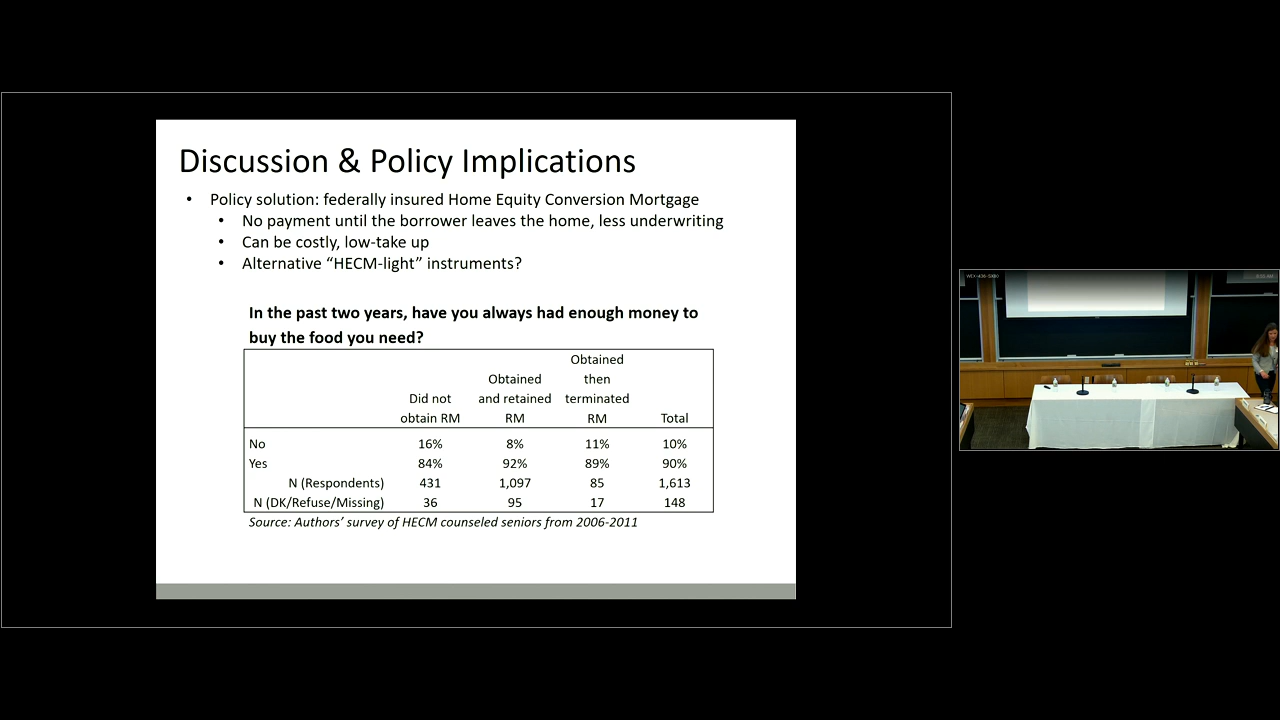 Discussion & Policy Implications
• Policy solution: federally insured Home Equity Conversion Mortgage
• No payment until the borrower leaves the home, less underwriting
• Can be costly, low-take up
• Alternative “HECM-light” instruments?
In the past two years, have you always had enough money to
buy the food you need?
Obtained
Obtained then
Did not and retained terminated
obtain RM RM RM Total
No 16% 8% 11% 10%
Yes 84% 92% 89% 90%
N (Respondents) 431 1,097 85 1,613
N (DK/Refuse/Missing) 36 95 17 148
Source: Authors’ survey of HECM counseled seniors from 2006-2011